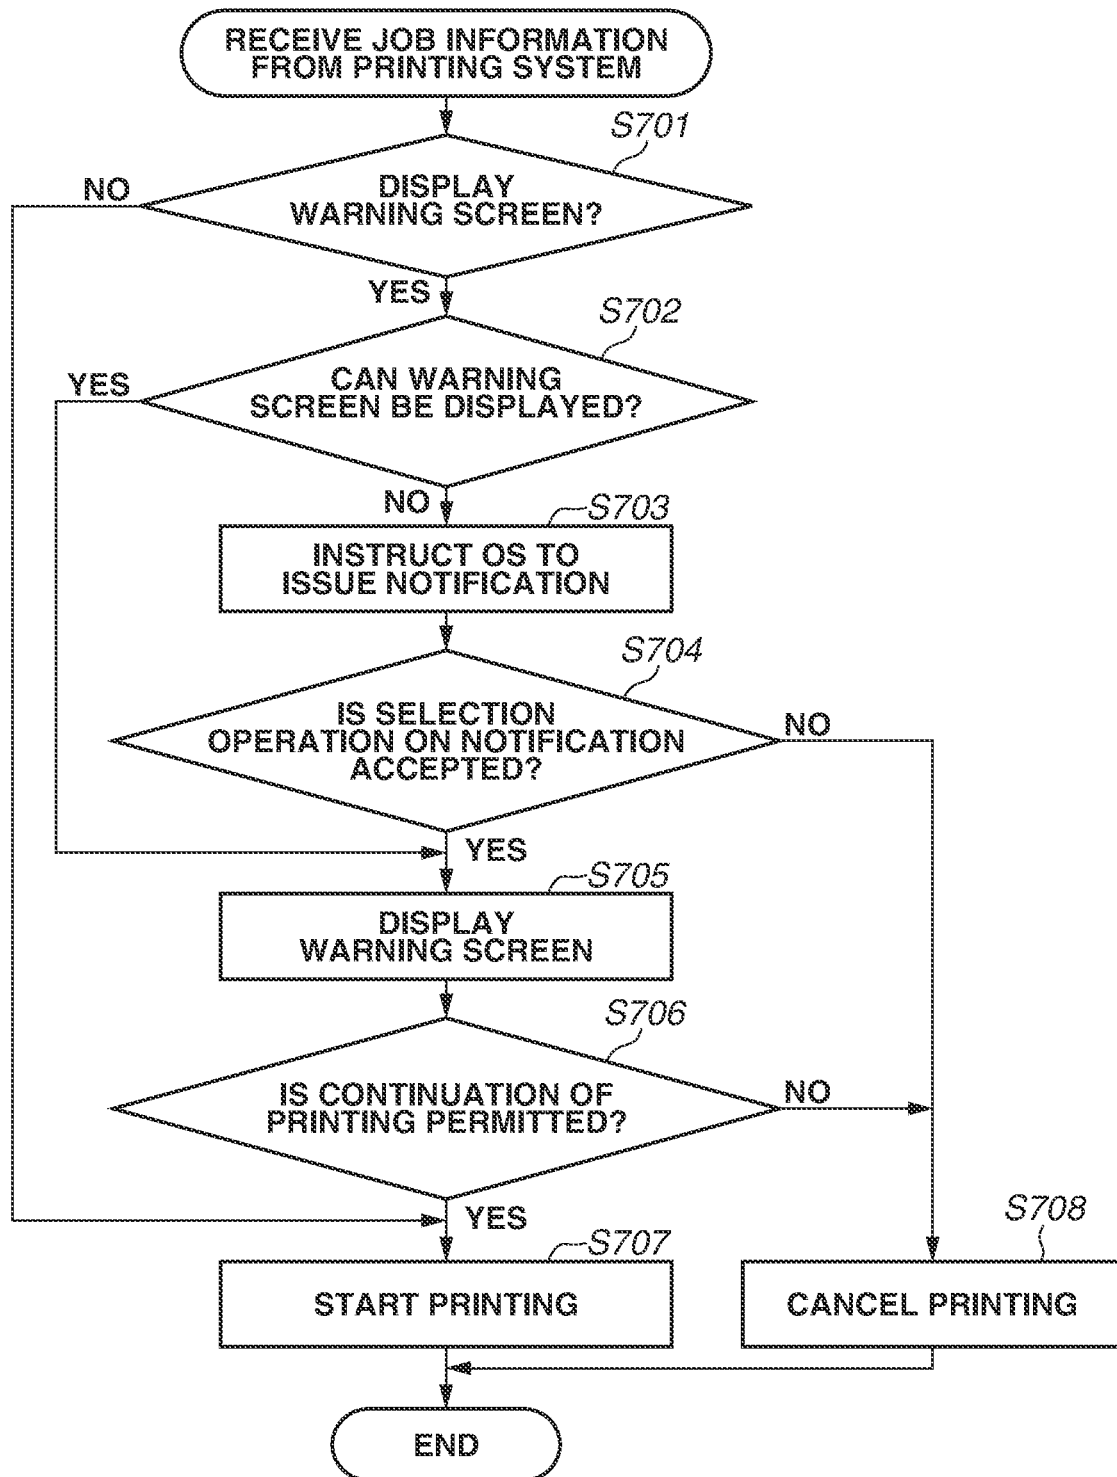 RECEIVE JOB INFORMATION
FROM PRINTING SYSTEM
S701
NO
DISPLAY
WARNING SCREEN?
YES
S702
YES
CAN WARNING
SCREEN BE DISPLAYED?
NO
S703
INSTRUCT OS TO
ISSUE NOTIFICATION
S704
IS SELECTION
OPERATION ON NOTIFICATION
ACCEPTED?
NO
YES
S705
DISPLAY
WARNING SCREEN
S706
IS CONTINUATION OF
PRINTING PERMITTED?
NO
YES
S707
START PRINTING
S708
CANCEL PRINTING
END